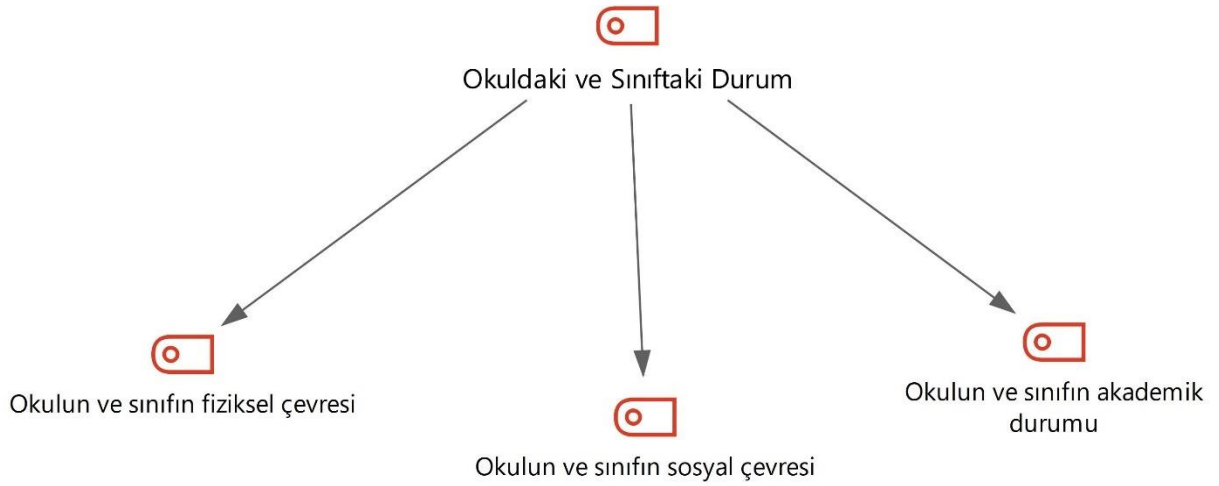 Okuldaki ve Sınıftaki Durum
Okulun ve sınıfın fiziksel çevresi
Okulun ve sınıfın sosyal çevresi
Okulun ve sınıfın akademik
durumu